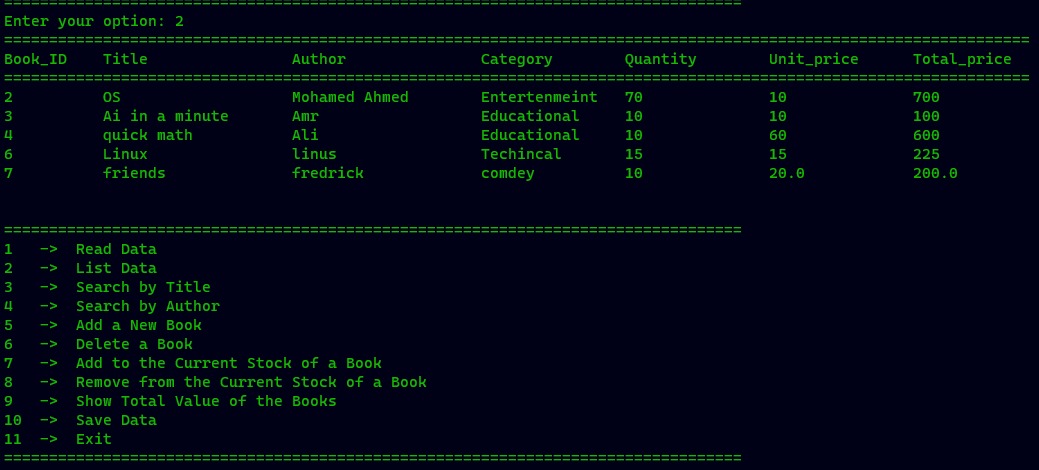 ==================================================================================
Enter your option: 2
==================================================================================================================
Book_ID    Title                Author               Category        Quantity        Unit_price      Total_price
==================================================================================================================
2          OS                   Mohamed Ahmed        Entertenmeint   70              10              700
3          Ai in a minute       Amr                  Educational     10              10              100
4          quick math           Ali                  Educational     10              60              600
6          Linux                linus                Techincal       15              15              225
7          friends              fredrick             comdey          10              20.0            200.0
==================================================================================
1   ->  Read Data
2   ->  List Data
3   ->  Search by Title
4   ->  Search by Author
5   ->  Add a New Book
6   ->  Delete a Book
7   ->  Add to the Current Stock of a Book
8   ->  Remove from the Current Stock of a Book
9   ->  Show Total Value of the Books
10  ->  Save Data
11  ->  Exit
==================================================================================